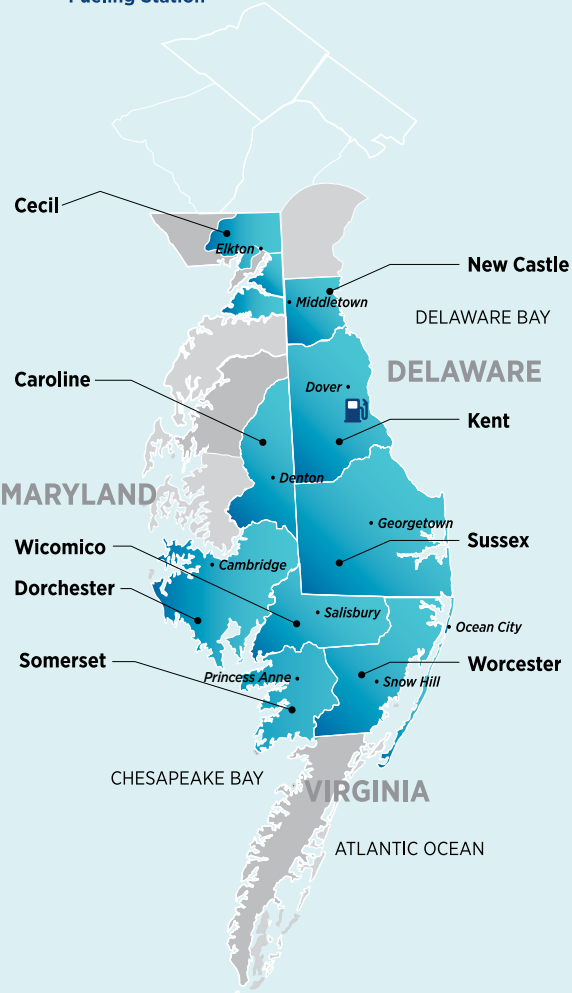 Fueling Station
Cecil
Elkton
New Castle
Middletown
DELAWARE BAY
Caroline
Dover
DELAWARE
Kent
Denton
MARYLAND
Georgetown
Wicomico
Sussex
Cambridge
Dorchester
Salisbury
Ocean City
Somerset
Worcester
Princess Anne
Snow Hill
CHESAPEAKE BAY
VIRGINIA
ATLANTIC OCEAN